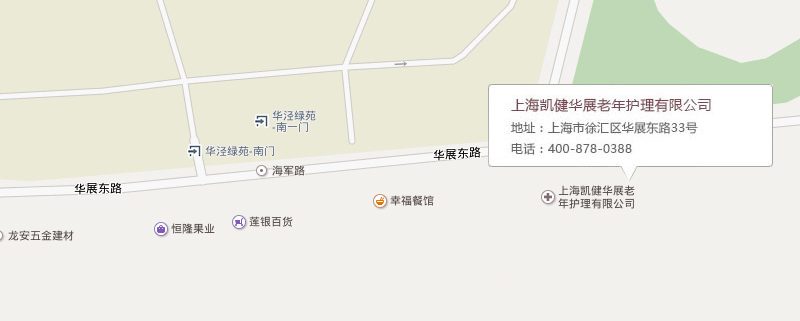 上海凯健华展老年护理有限公司
地址：上海市徐汇区华展东路33号
电话：400-878-0388
华泾绿苑
-南一门
华泾绿苑-南门
华展东路
海军路
华展东路
上海凯健华展老
年护理有限公司
幸福餐馆
莲银百货
恒隆果业
龙安五金建材